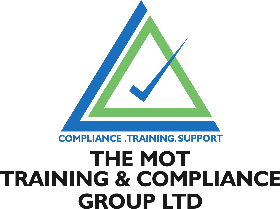 COMPLIANCE.TRAINING.SUPPORT
THE MOT
TRAINING & COMPLIANCE
GROUP LTD